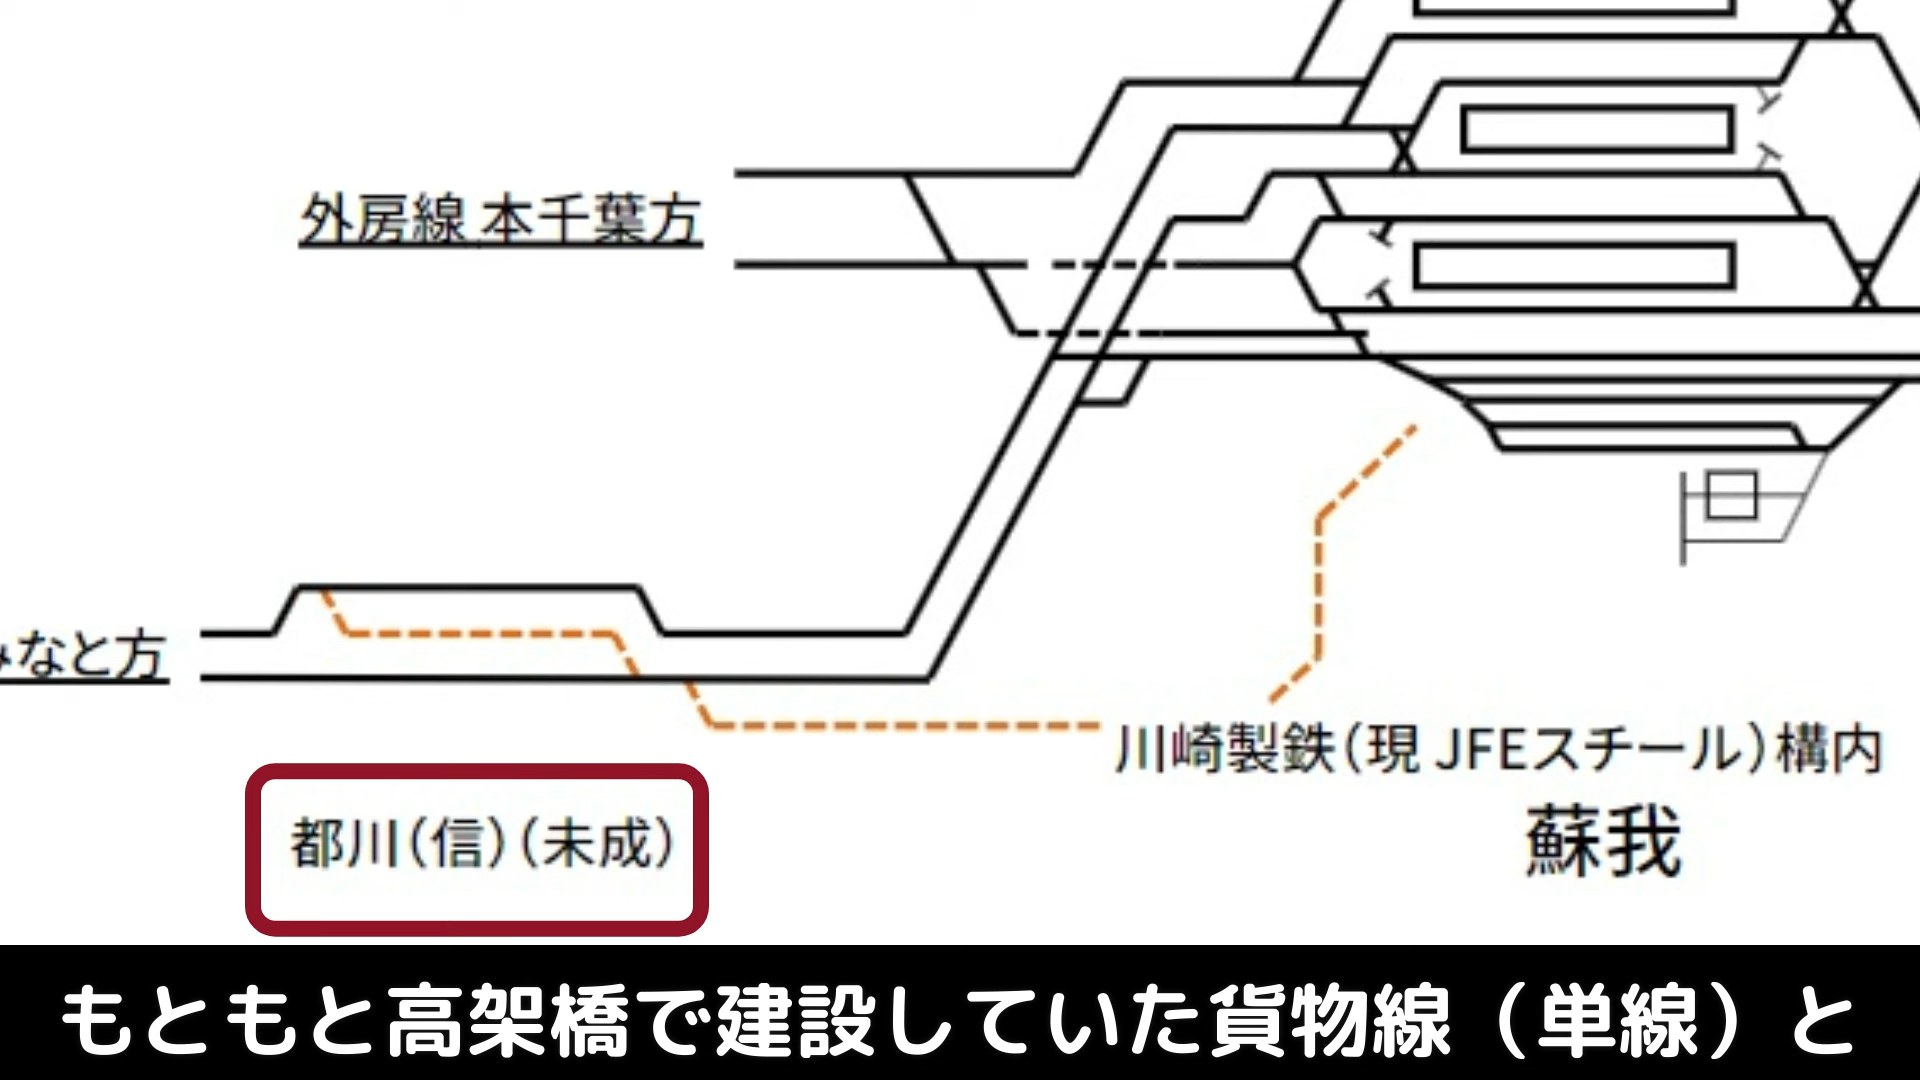 外房線 本千葉方
みなと方
川崎製鉄（現 JFEスチール）構内
都川（信）（未成）
蘇我
もともと高架橋で建設していた貨物線（単線）と